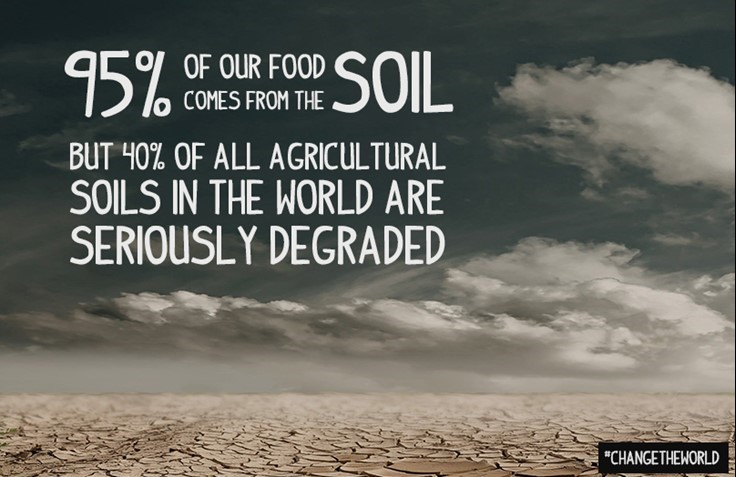 95% OF OUR FOOD COMES FROM THE SOIL
BUT 40% OF ALL AGRICULTURAL
SOILS IN THE WORLD ARE
SERIOUSLY DEGRADED
#CHANGETHEWORLD